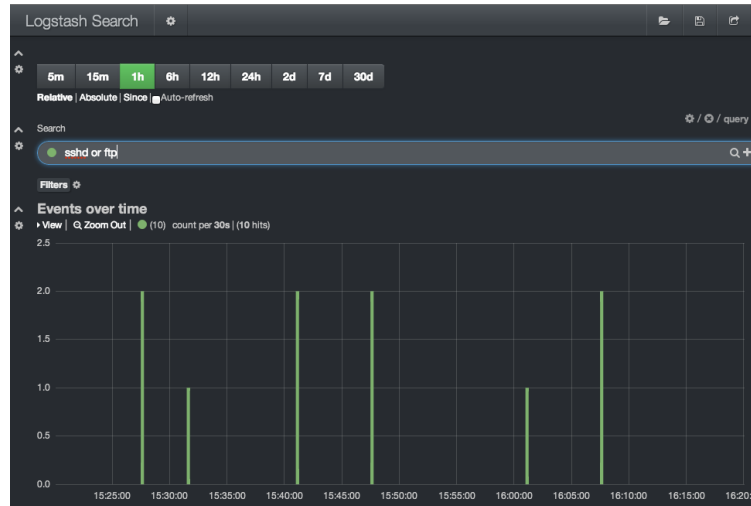 Logstash Search
5m 15m 1h 6h 12h 24h 2d 7d 30d
Relative | Absolute | Since | Auto-refresh
/ / query
Search
sshd or ftp
Filters
Events over time
View | Zoom Out | (10) count per 30s | (10 hits)
2.5
2.0
1.5
1.0
0.5
0.0
15:25:00 15:30:00 15:35:00 15:40:00 15:45:00 15:50:00 15:55:00 16:00:00 16:05:00 16:10:00 16:15:00 16:20: